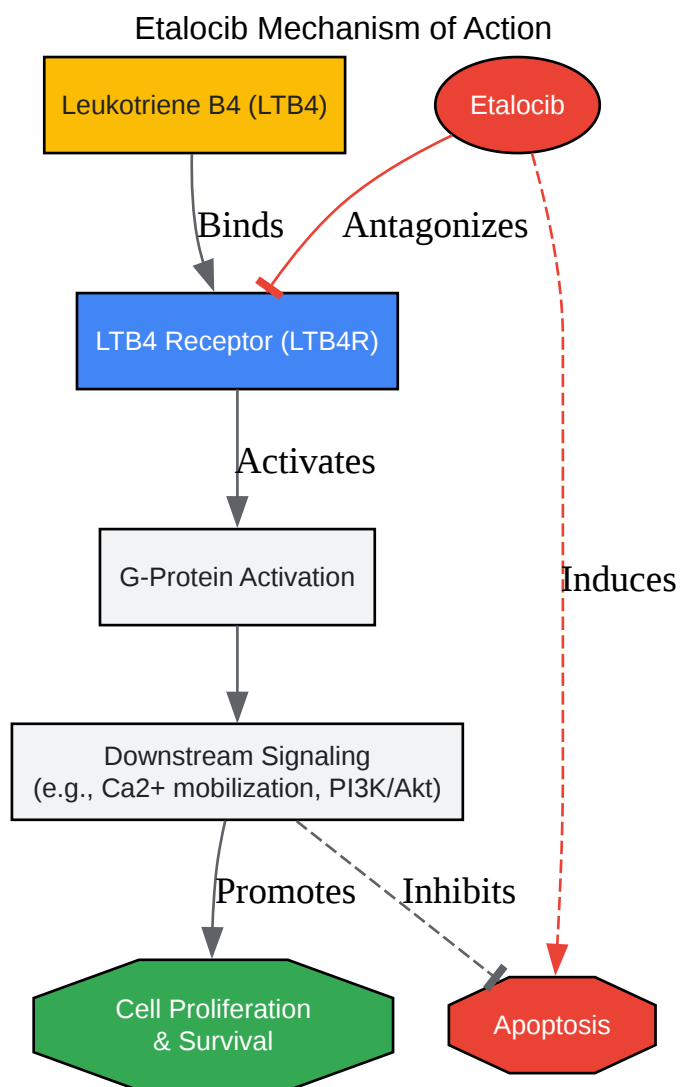 Etalocib Mechanism of Action
Leukotriene B4 (LTB4)
Etalocib
Binds
Antagonizes
LTB4 Receptor (LTB4R)
Activates
G-Protein Activation
Induces
Downstream Signaling
(e.g., Ca2+ mobilization, PI3K/Akt)
Promotes
Inhibits
Cell Proliferation
& Survival
Apoptosis